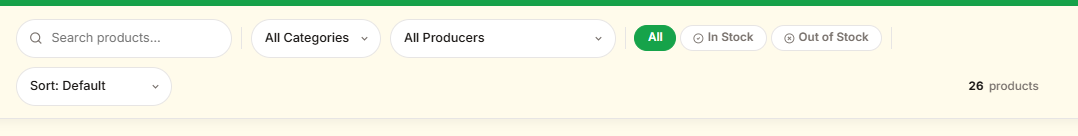 Search products... All Categories All Producers All In Stock Out of Stock
Sort: Default 26 products